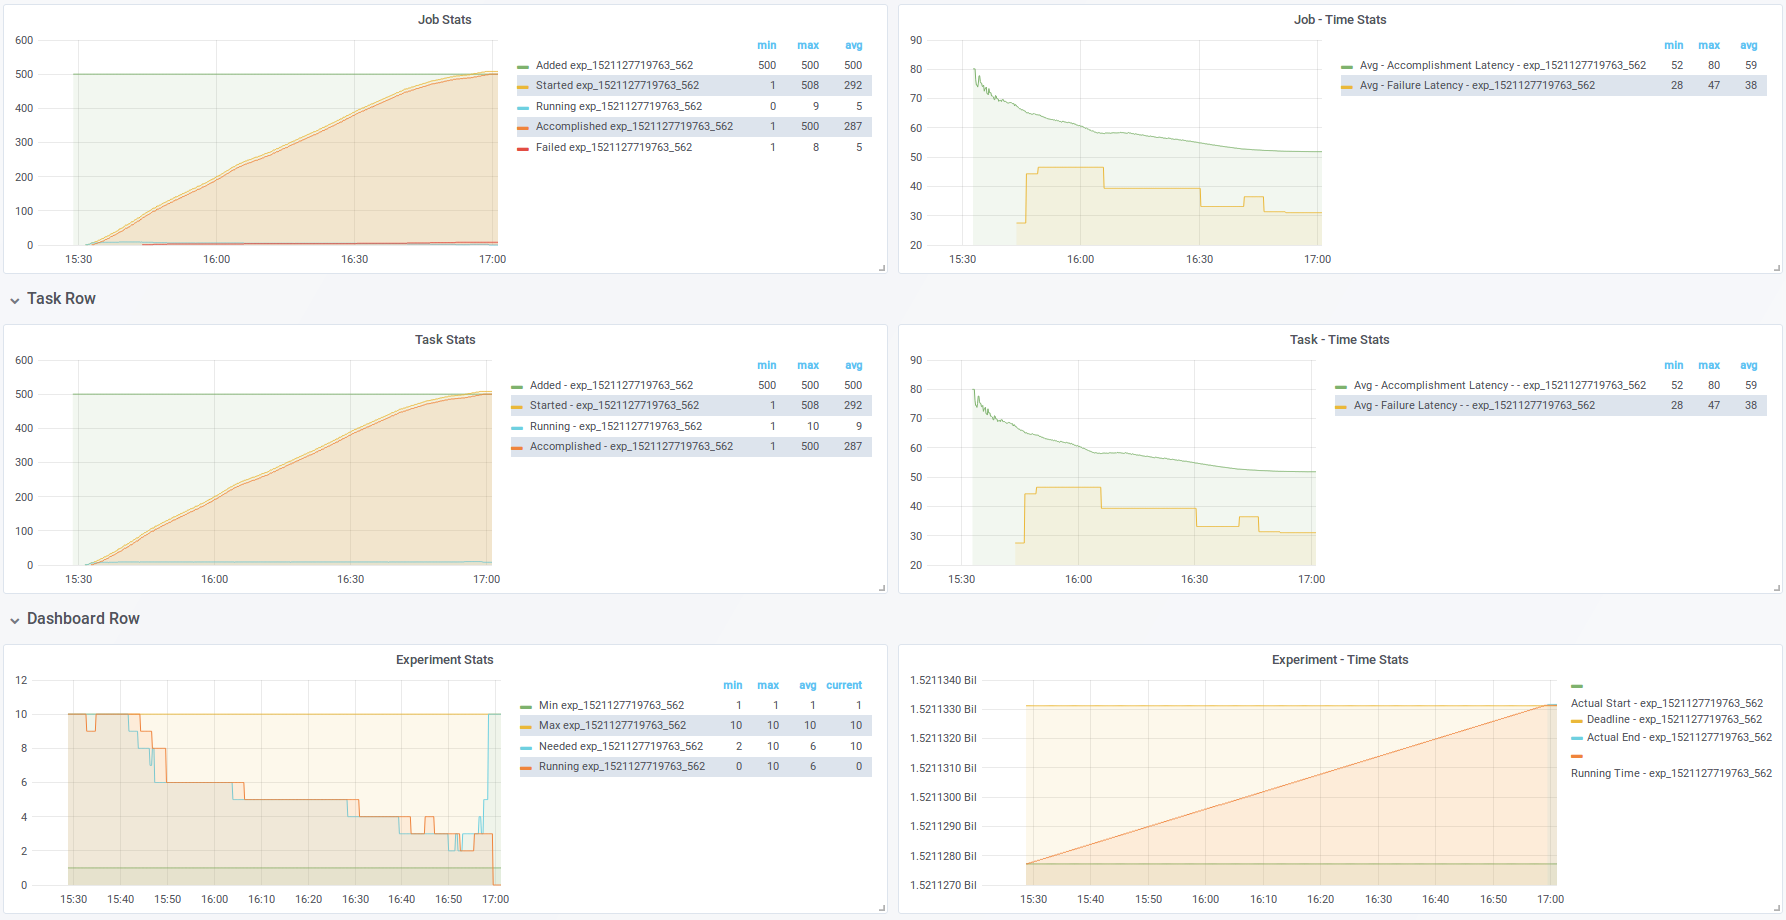 Job Stats
600
500
400
300
200
100
0
15:30 16:00 16:30 17:00
min max avg
Added exp_1521127719763_562 500 500 500
Started exp_1521127719763_562 1 508 292
Running exp_1521127719763_562 0 9 5
Accomplished exp_1521127719763_562 1 500 287
Failed exp_1521127719763_562 1 8 5
Job - Time Stats
90
80
70
60
50
40
30
20
15:30 16:00 16:30 17:00
min max avg
Avg - Accomplishment Latency - exp_1521127719763_562 52 80 59
Avg - Failure Latency - exp_1521127719763_562 28 47 38
Task Row
Task Stats
600
500
400
300
200
100
0
15:30 16:00 16:30 17:00
min max avg
Added - exp_1521127719763_562 500 500 500
Started - exp_1521127719763_562 1 508 292
Running - exp_1521127719763_562 1 10 9
Accomplished - exp_1521127719763_562 1 500 287
Task - Time Stats
90
80
70
60
50
40
30
20
15:30 16:00 16:30 17:00
min max avg
Avg - Accomplishment Latency - - exp_1521127719763_562 52 80 59
Avg - Failure Latency - - exp_1521127719763_562 28 47 38
Dashboard Row
Experiment Stats
12
10
8
6
4
2
0
15:30 15:40 15:50 16:00 16:10 16:20 16:30 16:40 16:50 17:00
min max avg current
Min exp_1521127719763_562 1 1 1 1
Max exp_1521127719763_562 10 10 10 10
Needed exp_1521127719763_562 2 10 6 10
Running exp_1521127719763_562 0 10 6 0
Experiment - Time Stats
1.5211340 Bil
1.5211330 Bil
1.5211320 Bil
1.5211310 Bil
1.5211300 Bil
1.5211290 Bil
1.5211280 Bil
1.5211270 Bil
15:30 15:40 15:50 16:00 16:10 16:20 16:30 16:40 16:50 17:00
Actual Start - exp_1521127719763_562
Deadline - exp_1521127719763_562
Actual End - exp_1521127719763_562
Running Time - exp_1521127719763_562